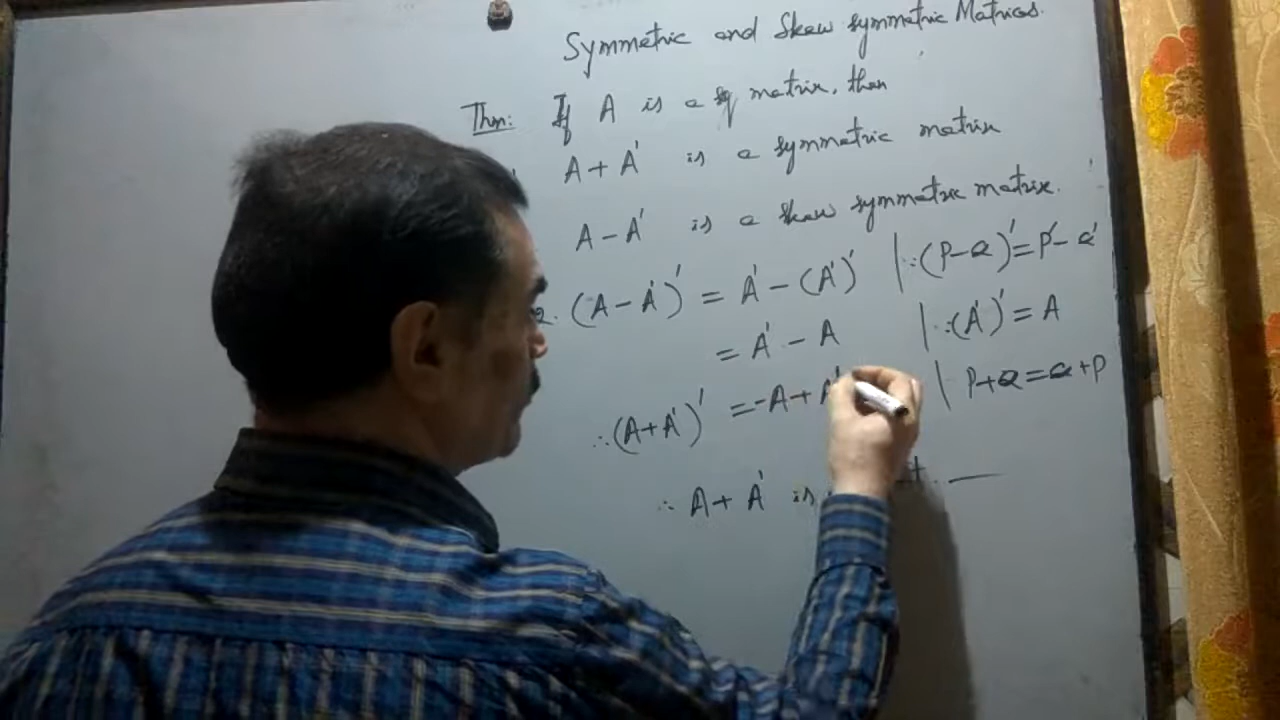 Symmetric and Skew symmetric Matrices.
Thm: If A is a sq matrix, then
A + A' is a symmetric matrix
A - A' is a skew symmetric matrix.
2. (A - A')' = A' - (A')' | ∵(P-Q)' = P' - Q'
= A' - A | ∵(A')' = A
∴(A+A')' = -A + A' | P+Q=Q+P
∴ A + A' is